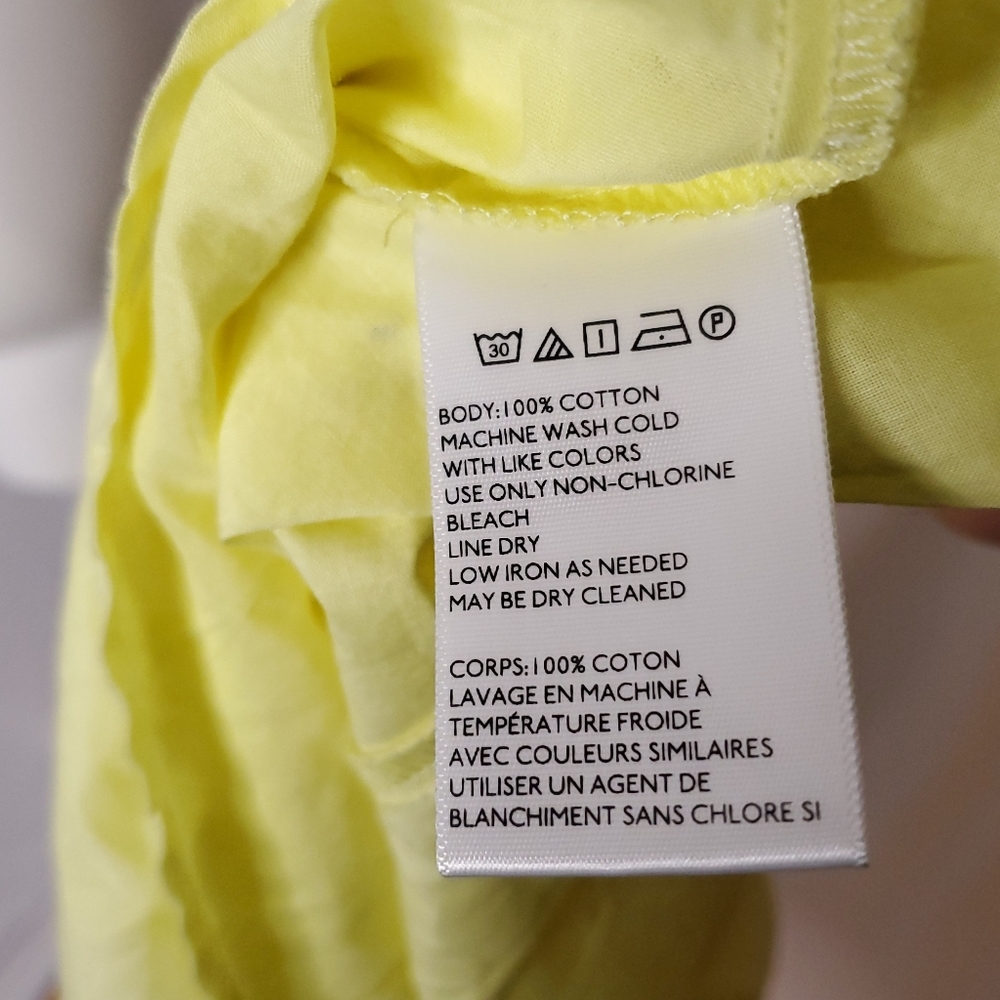 30 P
BODY:100% COTTON
MACHINE WASH COLD
WITH LIKE COLORS
USE ONLY NON-CHLORINE
BLEACH
LINE DRY
LOW IRON AS NEEDED
MAY BE DRY CLEANED
CORPS:100% COTON
LAVAGE EN MACHINE À
TEMPÉRATURE FROIDE
AVEC COULEURS SIMILAIRES
UTILISER UN AGENT DE
BLANCHIMENT SANS CHLORE SI